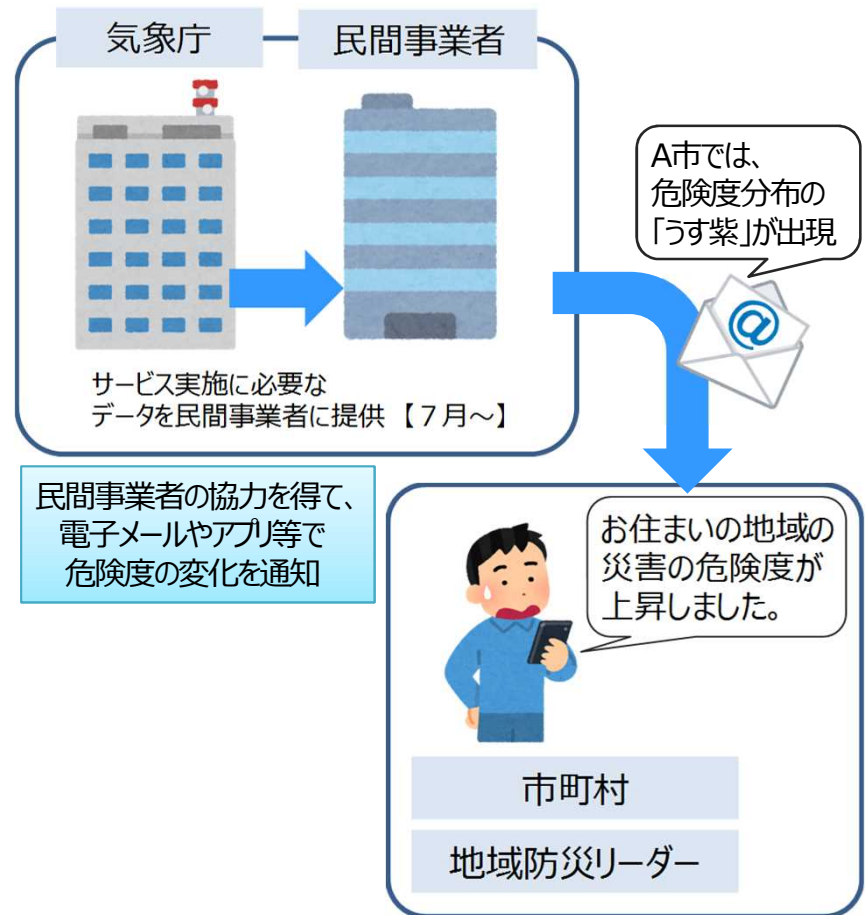 気象庁
民間事業者
A市では、
危険度分布の
「うす紫」が出現
@
サービス実施に必要な
データを民間事業者に提供【７月～】
民間事業者の協力を得て、
電子メールやアプリ等で
危険度の変化を通知
お住まいの地域の
災害の危険度が
上昇しました。
市町村
地域防災リーダー